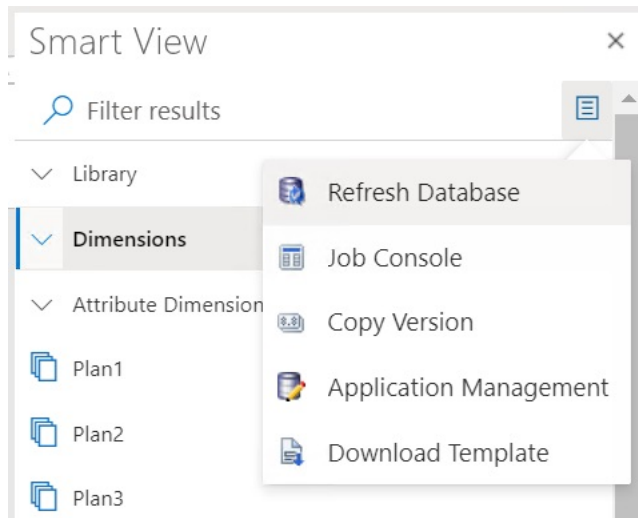 Smart View
Filter results
Library
Dimensions
Attribute Dimension
Plan1
Plan2
Plan3
Refresh Database
Job Console
Copy Version
Application Management
Download Template